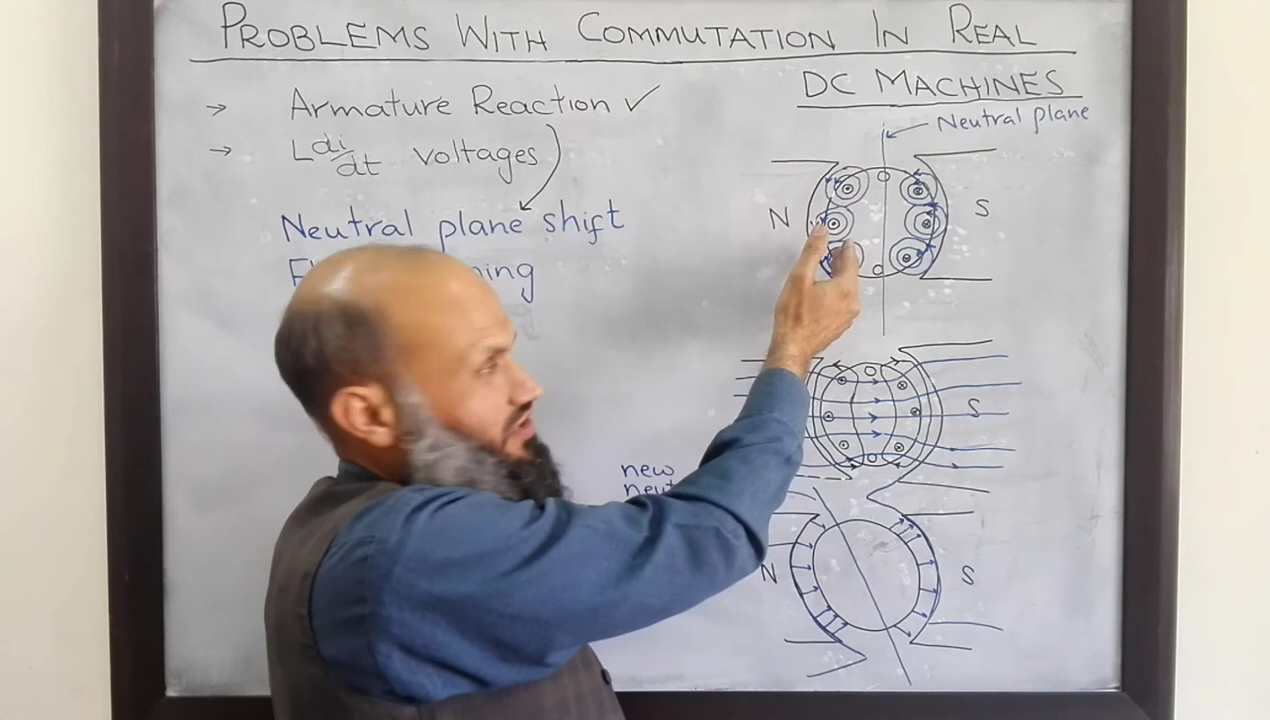 PROBLEMS WITH COMMUTATION IN REAL
DC MACHINES
→ Armature Reaction ✓
→ L di/dt voltages
Neutral plane shift
Neutral plane
N
S
S
new
N
S